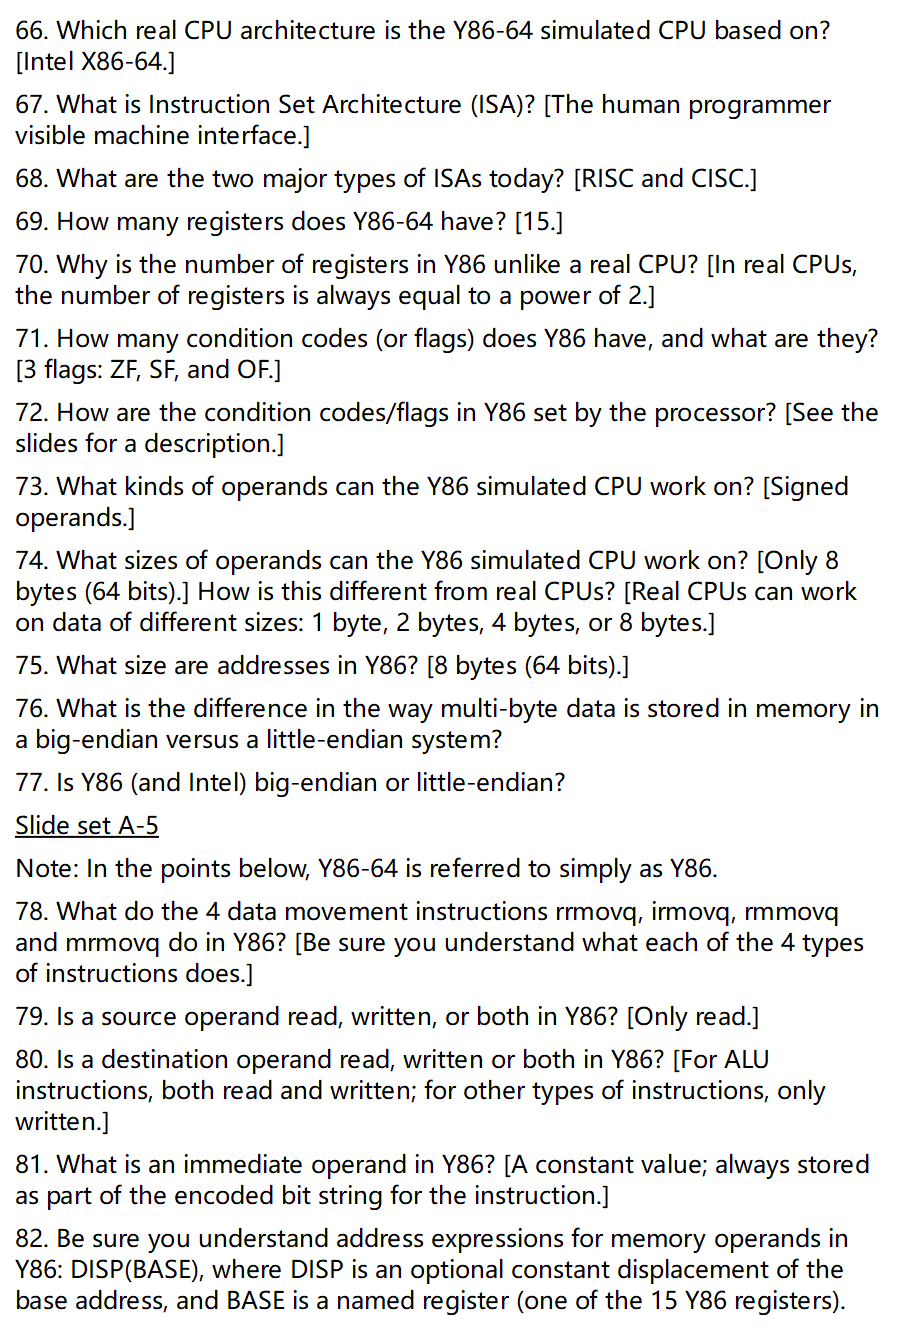 66. Which real CPU architecture is the Y86-64 simulated CPU based on?
[Intel X86-64.]
67. What is Instruction Set Architecture (ISA)? [The human programmer
visible machine interface.]
68. What are the two major types of ISAs today? [RISC and CISC.]
69. How many registers does Y86-64 have? [15.]
70. Why is the number of registers in Y86 unlike a real CPU? [In real CPUs,
the number of registers is always equal to a power of 2.]
71. How many condition codes (or flags) does Y86 have, and what are they?
[3 flags: ZF, SF, and OF.]
72. How are the condition codes/flags in Y86 set by the processor? [See the
slides for a description.]
73. What kinds of operands can the Y86 simulated CPU work on? [Signed
operands.]
74. What sizes of operands can the Y86 simulated CPU work on? [Only 8
bytes (64 bits).] How is this different from real CPUs? [Real CPUs can work
on data of different sizes: 1 byte, 2 bytes, 4 bytes, or 8 bytes.]
75. What size are addresses in Y86? [8 bytes (64 bits).]
76. What is the difference in the way multi-byte data is stored in memory in
a big-endian versus a little-endian system?
77. Is Y86 (and Intel) big-endian or little-endian?
Slide set A-5
Note: In the points below, Y86-64 is referred to simply as Y86.
78. What do the 4 data movement instructions rrmovq, irmovq, rmmovq
and mrmovq do in Y86? [Be sure you understand what each of the 4 types
of instructions does.]
79. Is a source operand read, written, or both in Y86? [Only read.]
80. Is a destination operand read, written or both in Y86? [For ALU
instructions, both read and written; for other types of instructions, only
written.]
81. What is an immediate operand in Y86? [A constant value; always stored
as part of the encoded bit string for the instruction.]
82. Be sure you understand address expressions for memory operands in
Y86: DISP(BASE), where DISP is an optional constant displacement of the
base address, and BASE is a named register (one of the 15 Y86 registers).